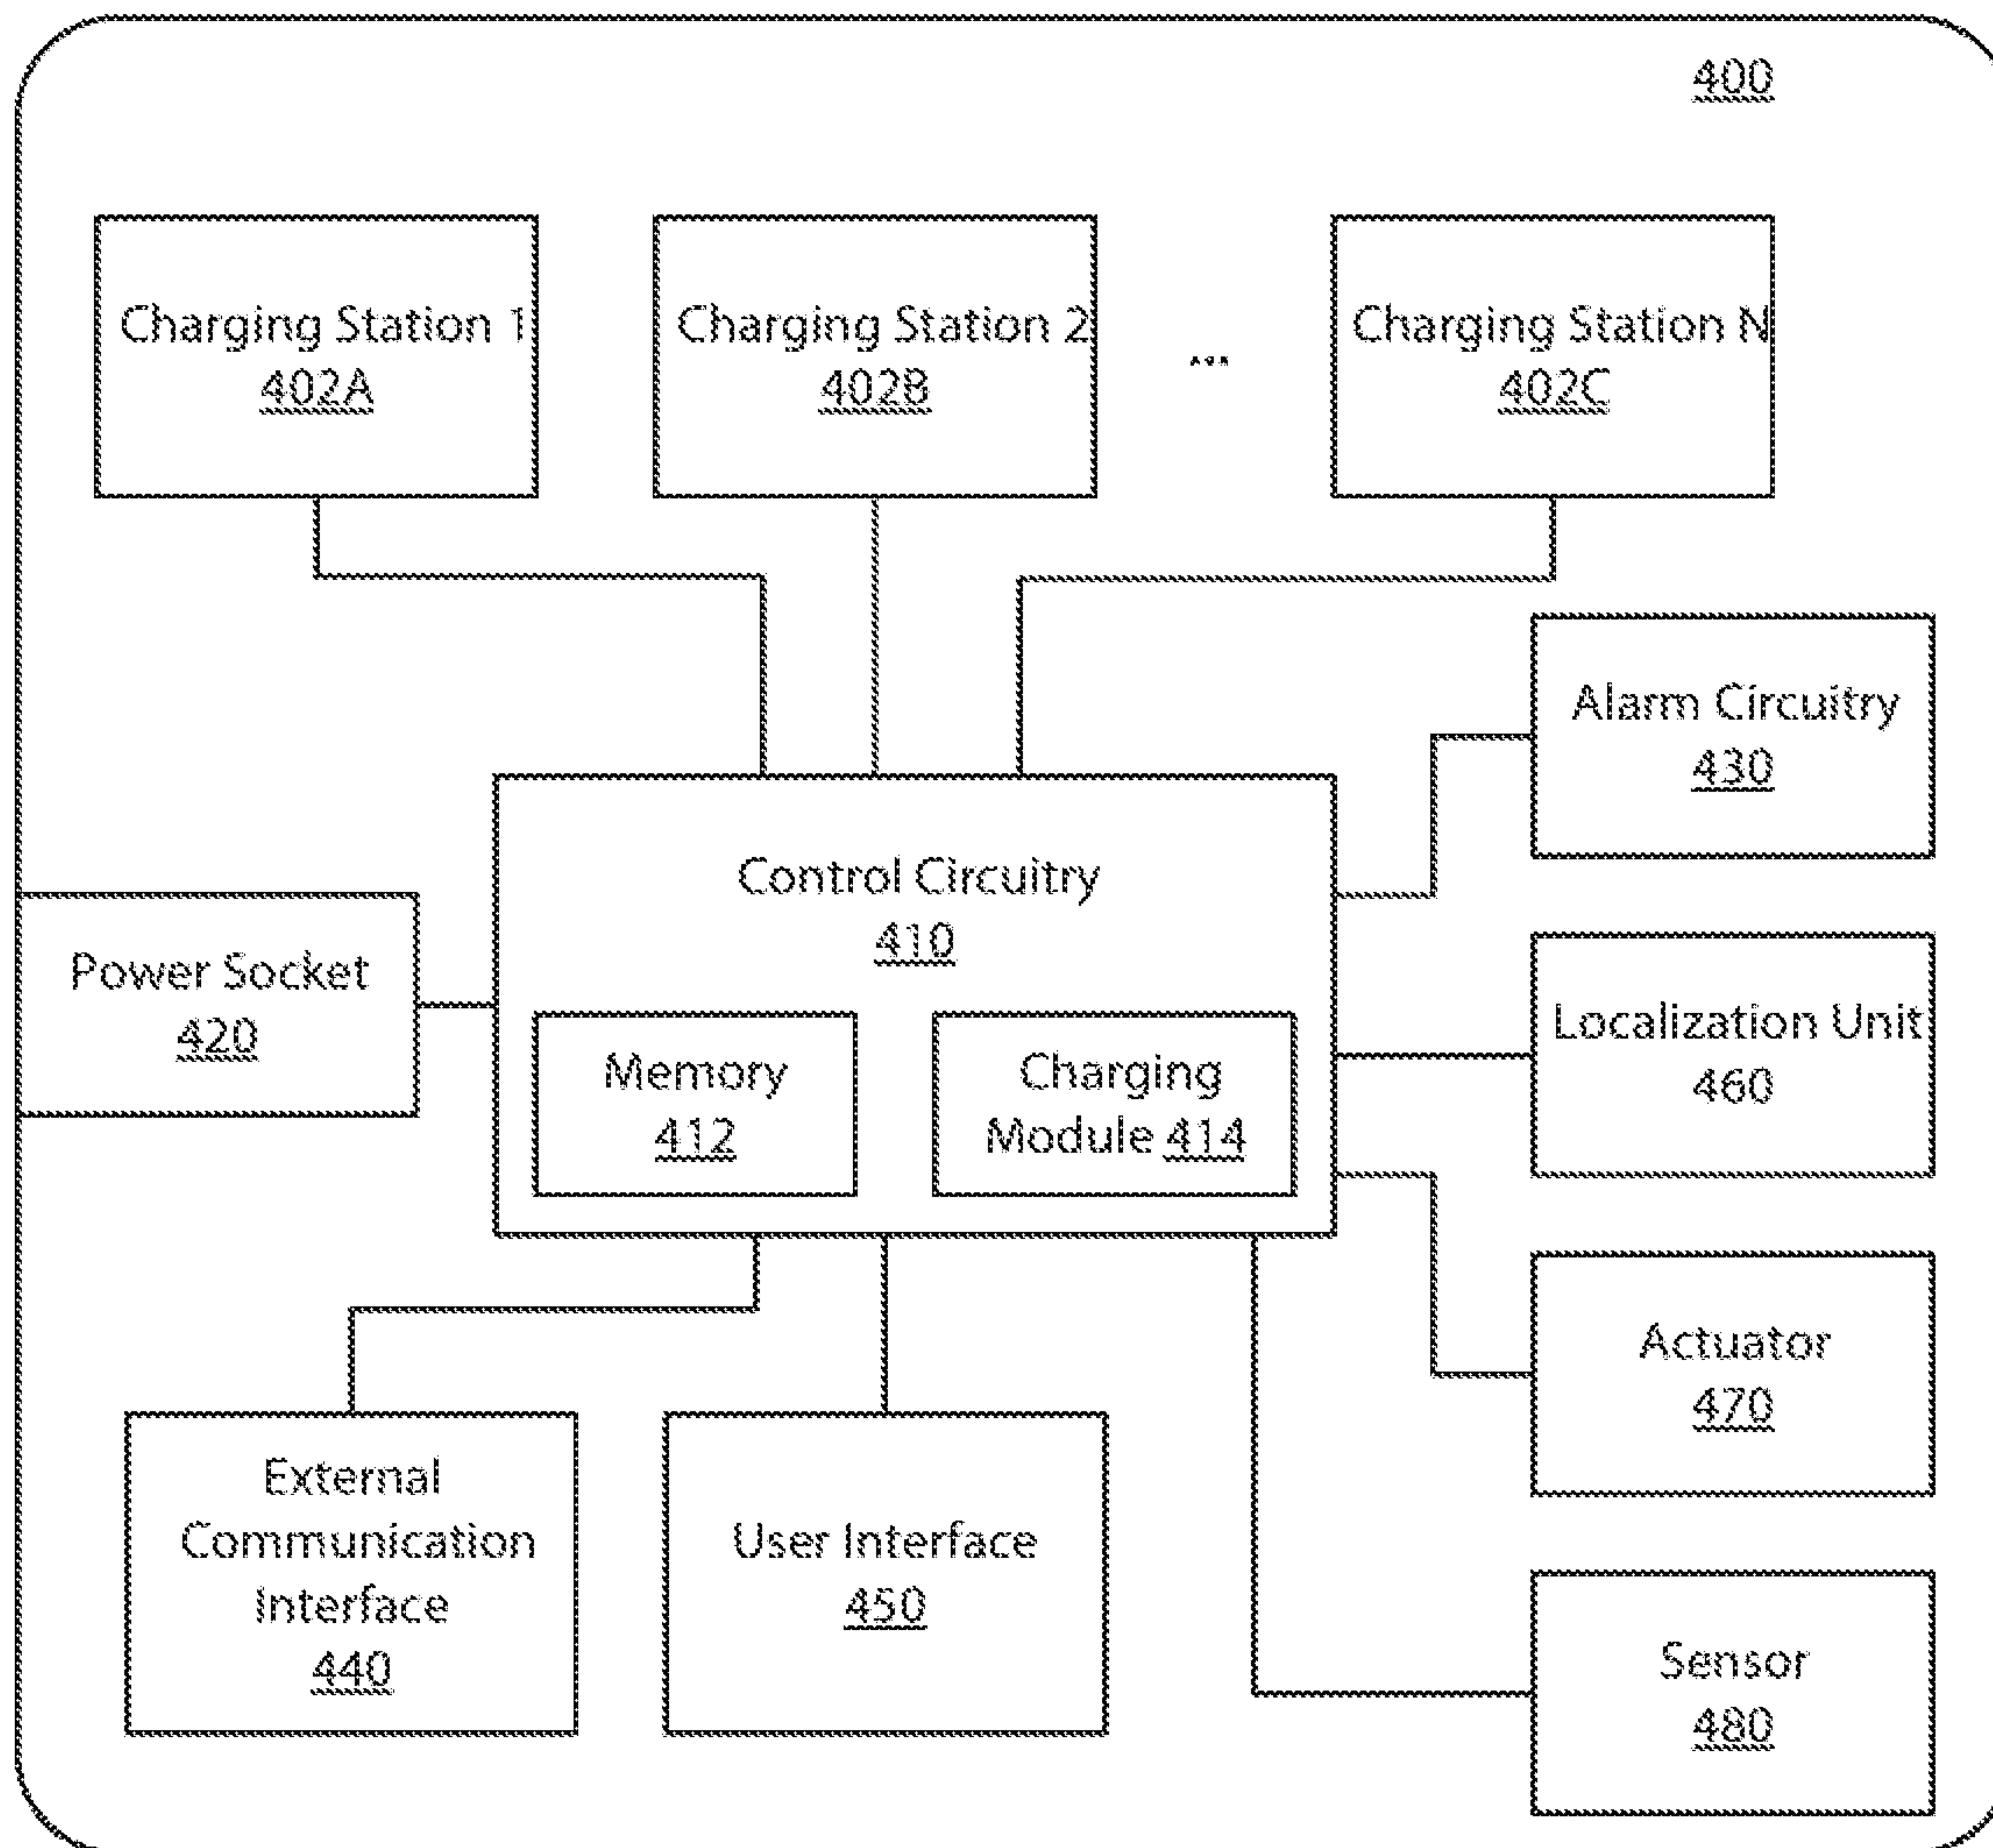 400
Charging Station 1
402A
Charging Station 2
402B
...
Charging Station N
402C
Alarm Circuitry
430
Control Circuitry
410
Power Socket
420
Memory
412
Charging
Module 414
Localization Unit
460
Actuator
470
External
Communication
Interface
440
User Interface
450
Sensor
480